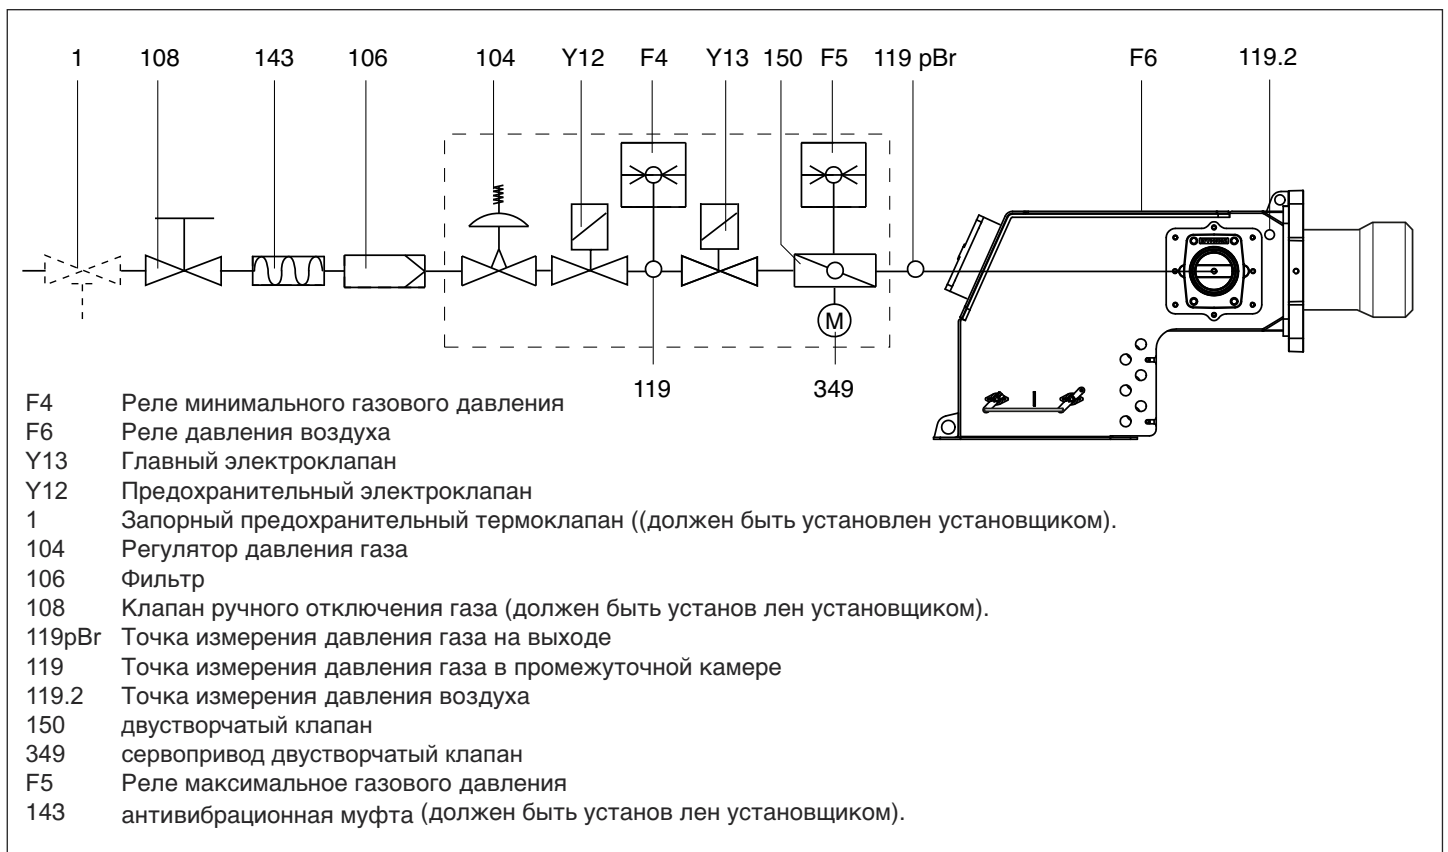 1 108 143 106 104 Y12 F4 Y13 150 F5 119 pBr F6 119.2
M
119 349
F4 Реле минимального газового давления
F6 Реле давления воздуха
Y13 Главный электроклапан
Y12 Предохранительный электроклапан
1 Запорный предохранительный термоклапан ((должен быть установлен установщиком).
104 Регулятор давления газа
106 Фильтр
108 Клапан ручного отключения газа (должен быть установ лен установщиком).
119pBr Точка измерения давления газа на выходе
119 Точка измерения давления газа в промежуточной камере
119.2 Точка измерения давления воздуха
150 двустворчатый клапан
349 сервопривод двустворчатый клапан
F5 Реле максимальное газового давления
143 антивибрационная муфта (должен быть установ лен установщиком).